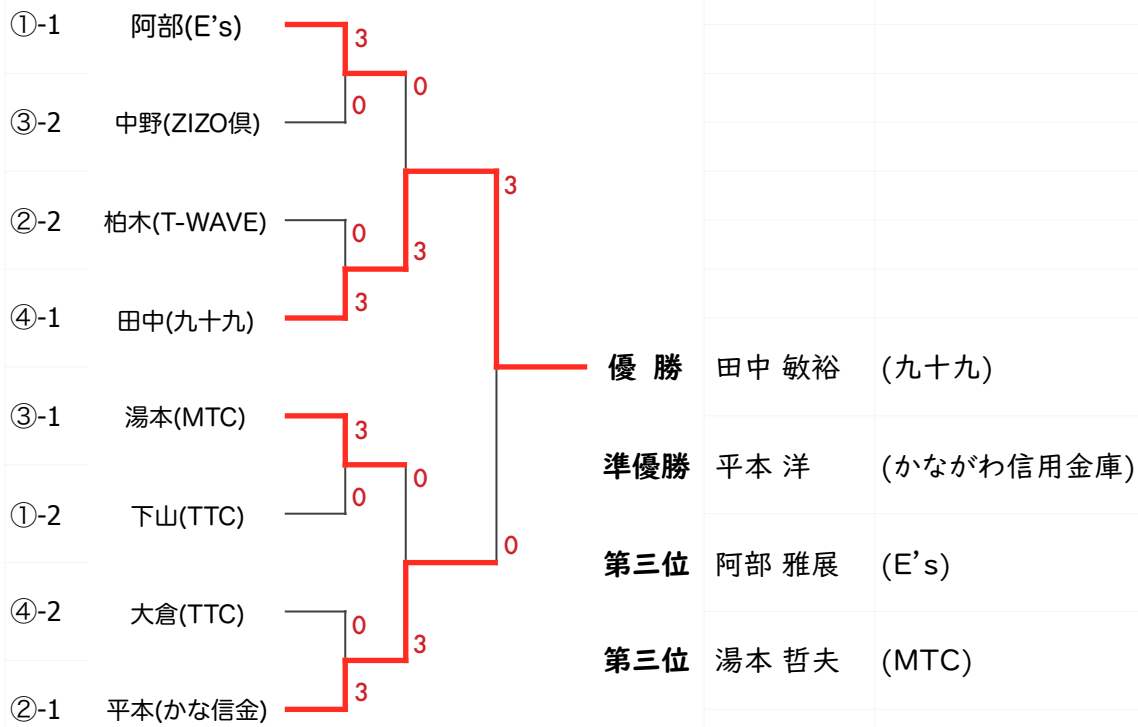 ①-1 阿部(E's) 3
0
③-2 中野(ZIZO倶) 0
3
②-2 柏木(T-WAVE) 0
3
④-1 田中(九十九) 3
優 勝 田中 敏裕 (九十九)
③-1 湯本(MTC) 3
準優勝 平本 洋 (かながわ信用金庫)
0
①-2 下山(TTC) 0
0
第三位 阿部 雅展 (E's)
④-2 大倉(TTC) 0
3
第三位 湯本 哲夫 (MTC)
②-1 平本(かな信金) 3